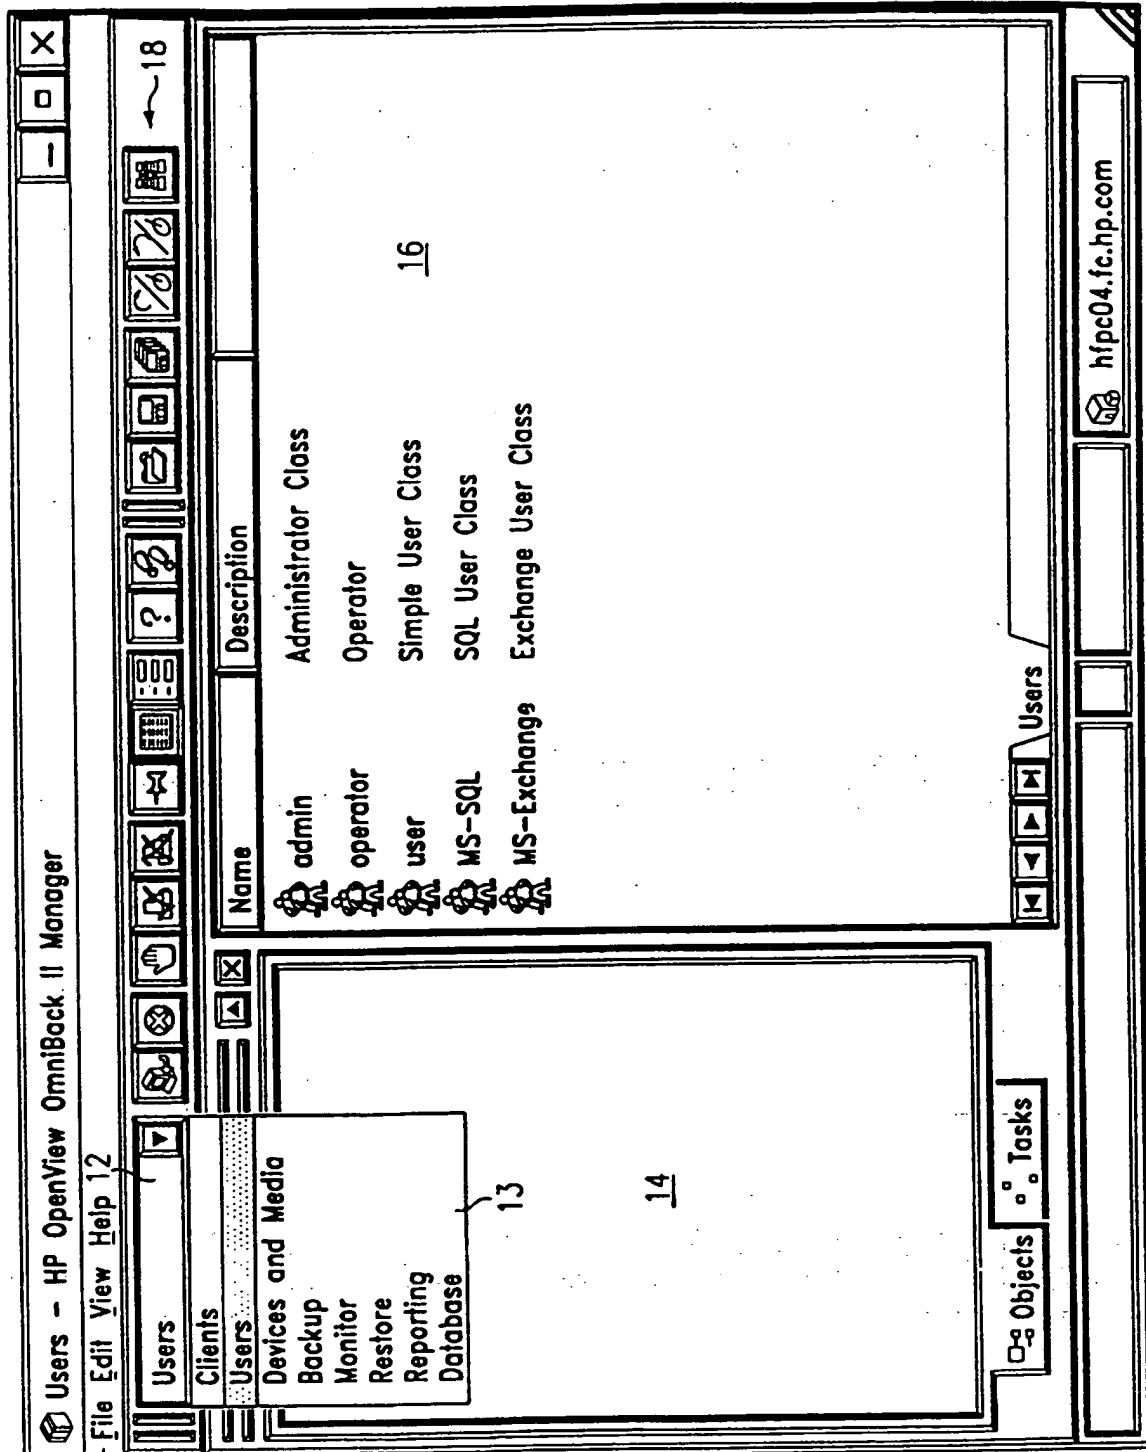 Users - HP OpenView OmniBack II Manager
File Edit View Help 12
Users
18
Clients
Users
Devices and Media
Backup
Monitor
Restore
Reporting
Database
13
14
Objects
Tasks
Name Description
admin Administrator Class
operator Operator
user Simple User Class
MS-SQL SQL User Class
MS-Exchange Exchange User Class
16
Users
hfpc04.fc.hp.com